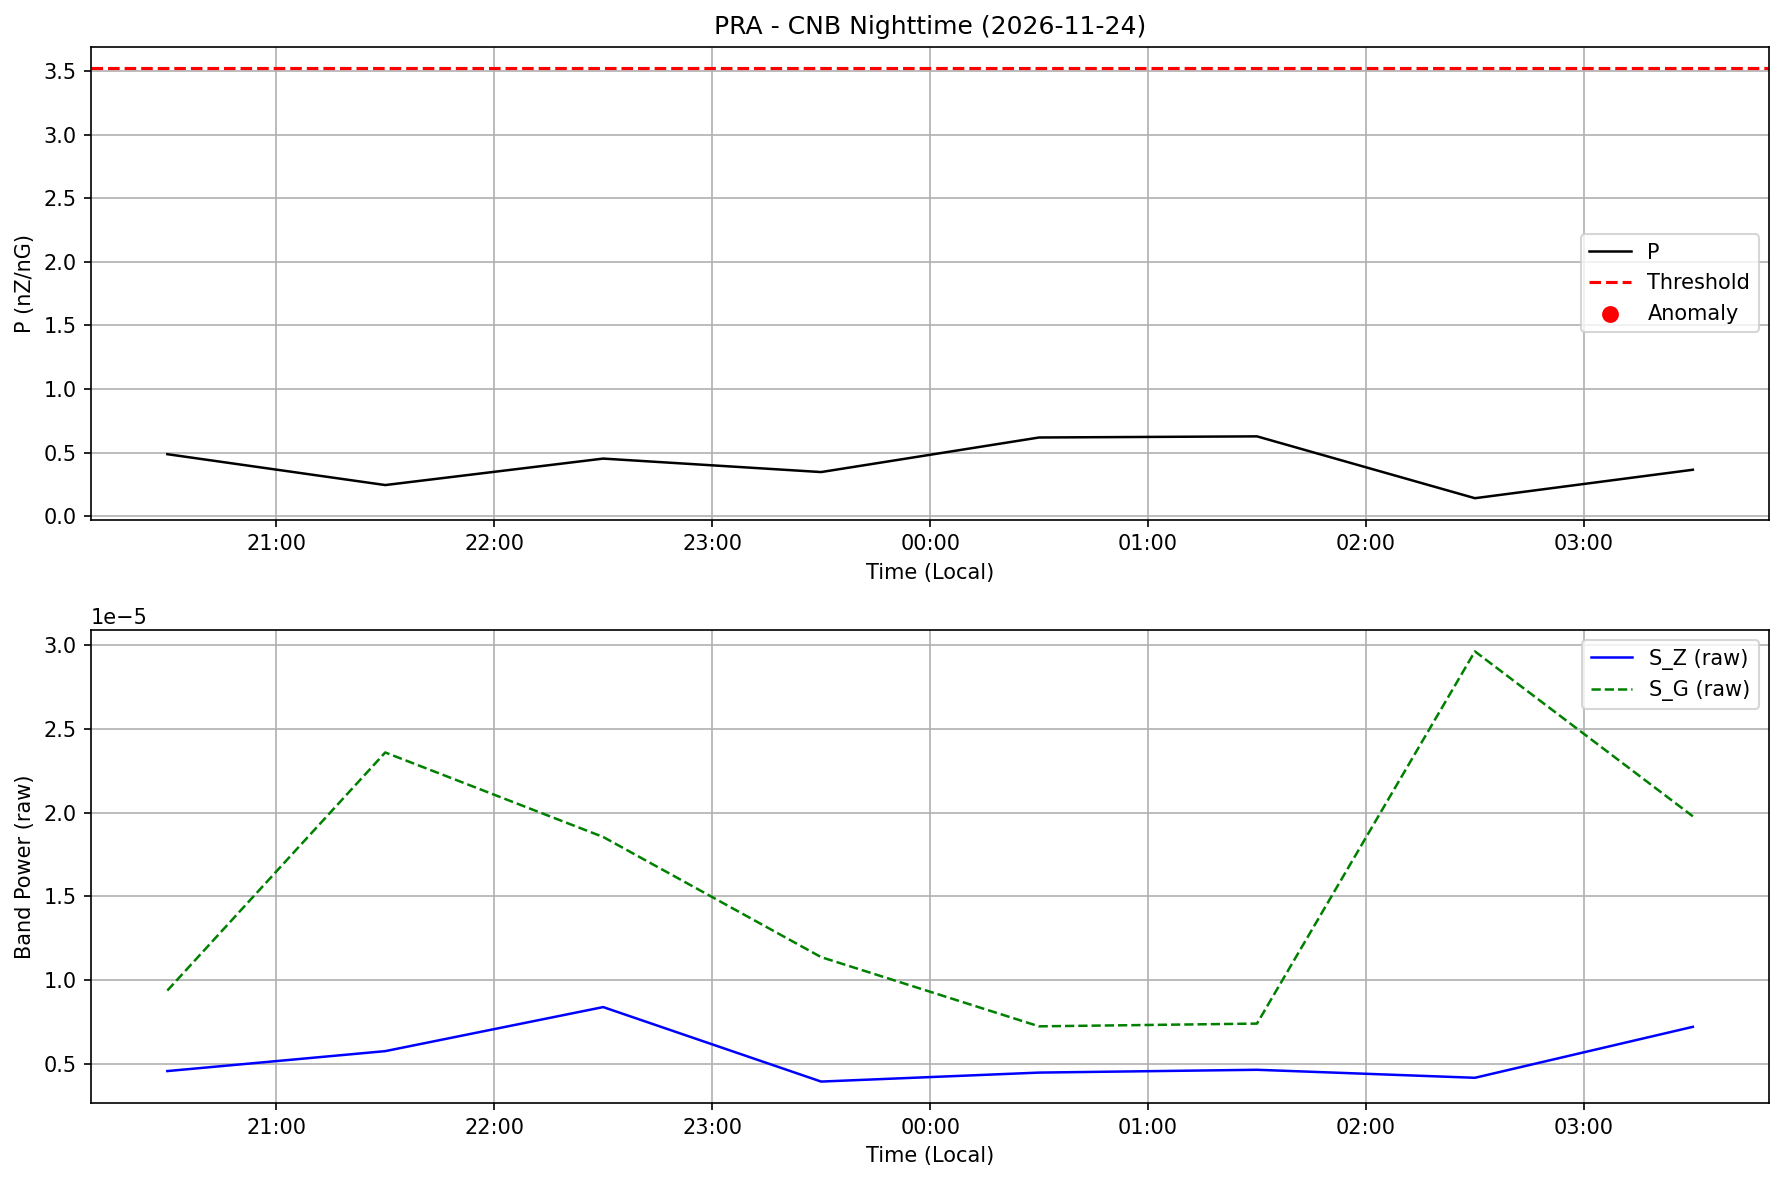 PRA - CNB Nighttime (2026-11-24)
P (nZ/nG)
3.5
3.0
2.5
2.0
1.5
1.0
0.5
0.0
P
Threshold
Anomaly
21:00 22:00 23:00 00:00 01:00 02:00 03:00
Time (Local)
1e−5
Band Power (raw)
3.0
2.5
2.0
1.5
1.0
0.5
S_Z (raw)
S_G (raw)
21:00 22:00 23:00 00:00 01:00 02:00 03:00
Time (Local)